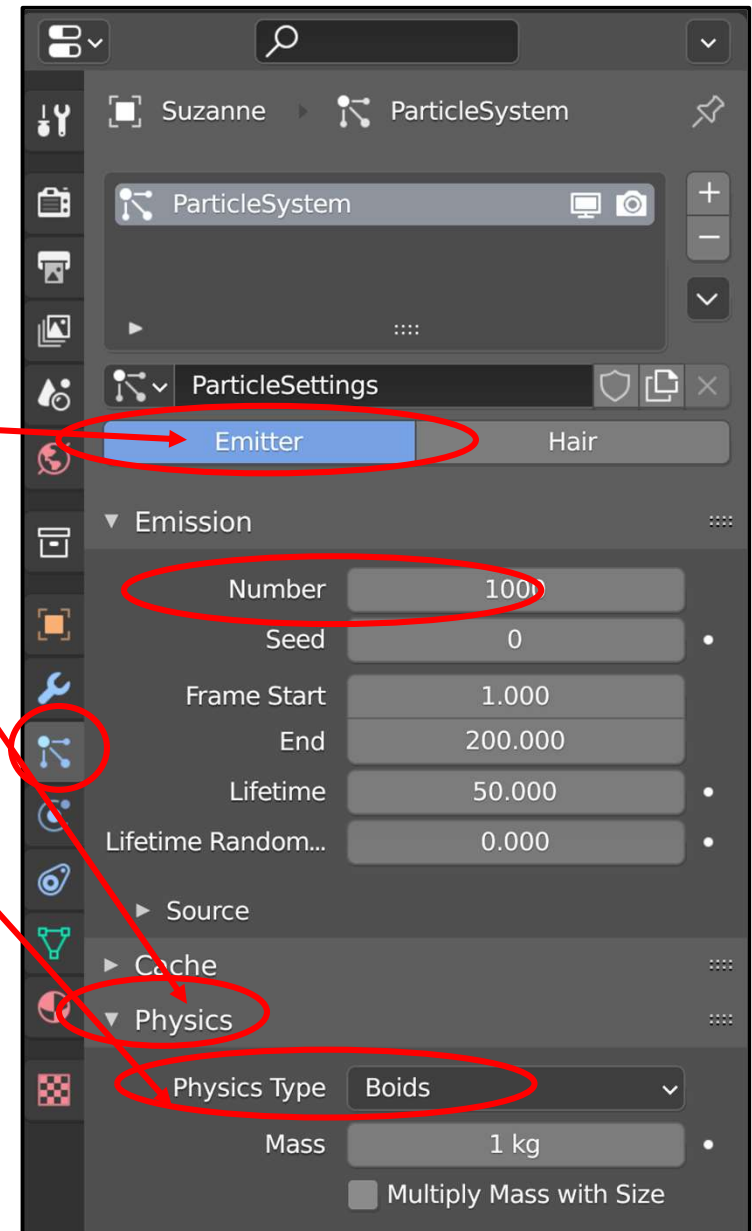 Suzanne ParticleSystem
ParticleSystem
ParticleSettings
Emitter Hair
Emission
Number 1000
Seed 0
Frame Start 1.000
End 200.000
Lifetime 50.000
Lifetime Random... 0.000
Source
Cache
Physics
Physics Type Boids
Mass 1 kg
Multiply Mass with Size